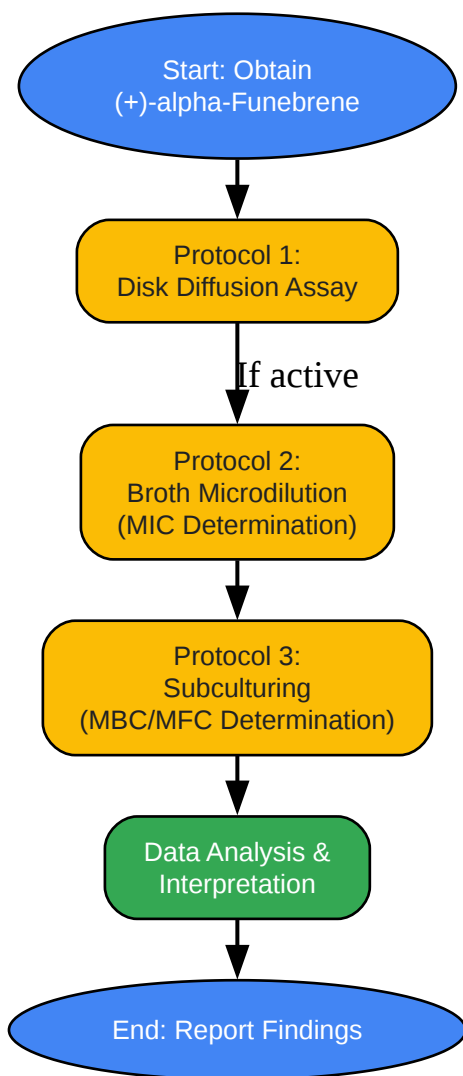 Start: Obtain
(+)-alpha-Funebrene
Protocol 1:
Disk Diffusion Assay
If active
Protocol 2:
Broth Microdilution
(MIC Determination)
Protocol 3:
Subculturing
(MBC/MFC Determination)
Data Analysis &
Interpretation
End: Report Findings